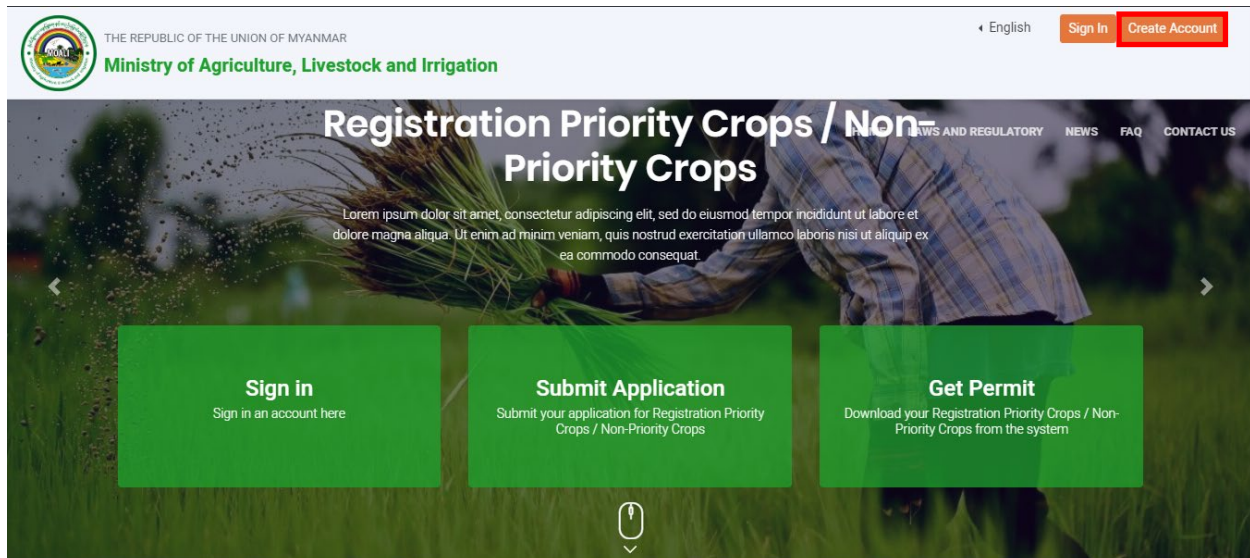 THE REPUBLIC OF THE UNION OF MYANMAR
Ministry of Agriculture, Livestock and Irrigation
English
Sign In
Create Account
LAWS AND REGULATORY
NEWS
FAQ
CONTACT US
Registration Priority Crops / Non-
Priority Crops
Lorem ipsum dolor sit amet, consectetur adipiscing elit, sed do eiusmod tempor incididunt ut labore et
dolore magna aliqua. Ut enim ad minim veniam, quis nostrud exercitation ullamco laboris nisi ut aliquip ex
ea commodo consequat.
Sign in
Sign in an account here
Submit Application
Submit your application for Registration Priority
Crops / Non-Priority Crops
Get Permit
Download your Registration Priority Crops / Non-
Priority Crops from the system